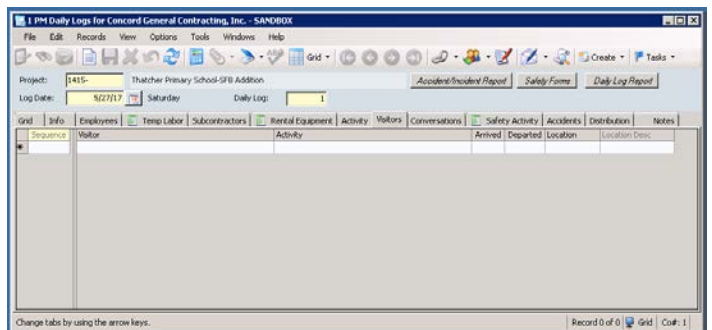 1 PM Daily Logs for Concord General Contracting, Inc. - SANDBOX
File Edit Records View Options Tools Windows Help
Grid Create Tasks
Project: 1415- Thatcher Primary School-SFB Addition Accident/Incident Report Safety Forms Daily Log Report
Log Date: 5/27/17 Saturday Daily Log: 1
Grid Info Employees Temp Labor Subcontractors Rental Equipment Activity Visitors Conversations Safety Activity Accidents Distribution Notes
Sequence Visitor Activity Arrived Departed Location Location Desc
Change tabs by using the arrow keys. Record 0 of 0 Grid Co#: 1